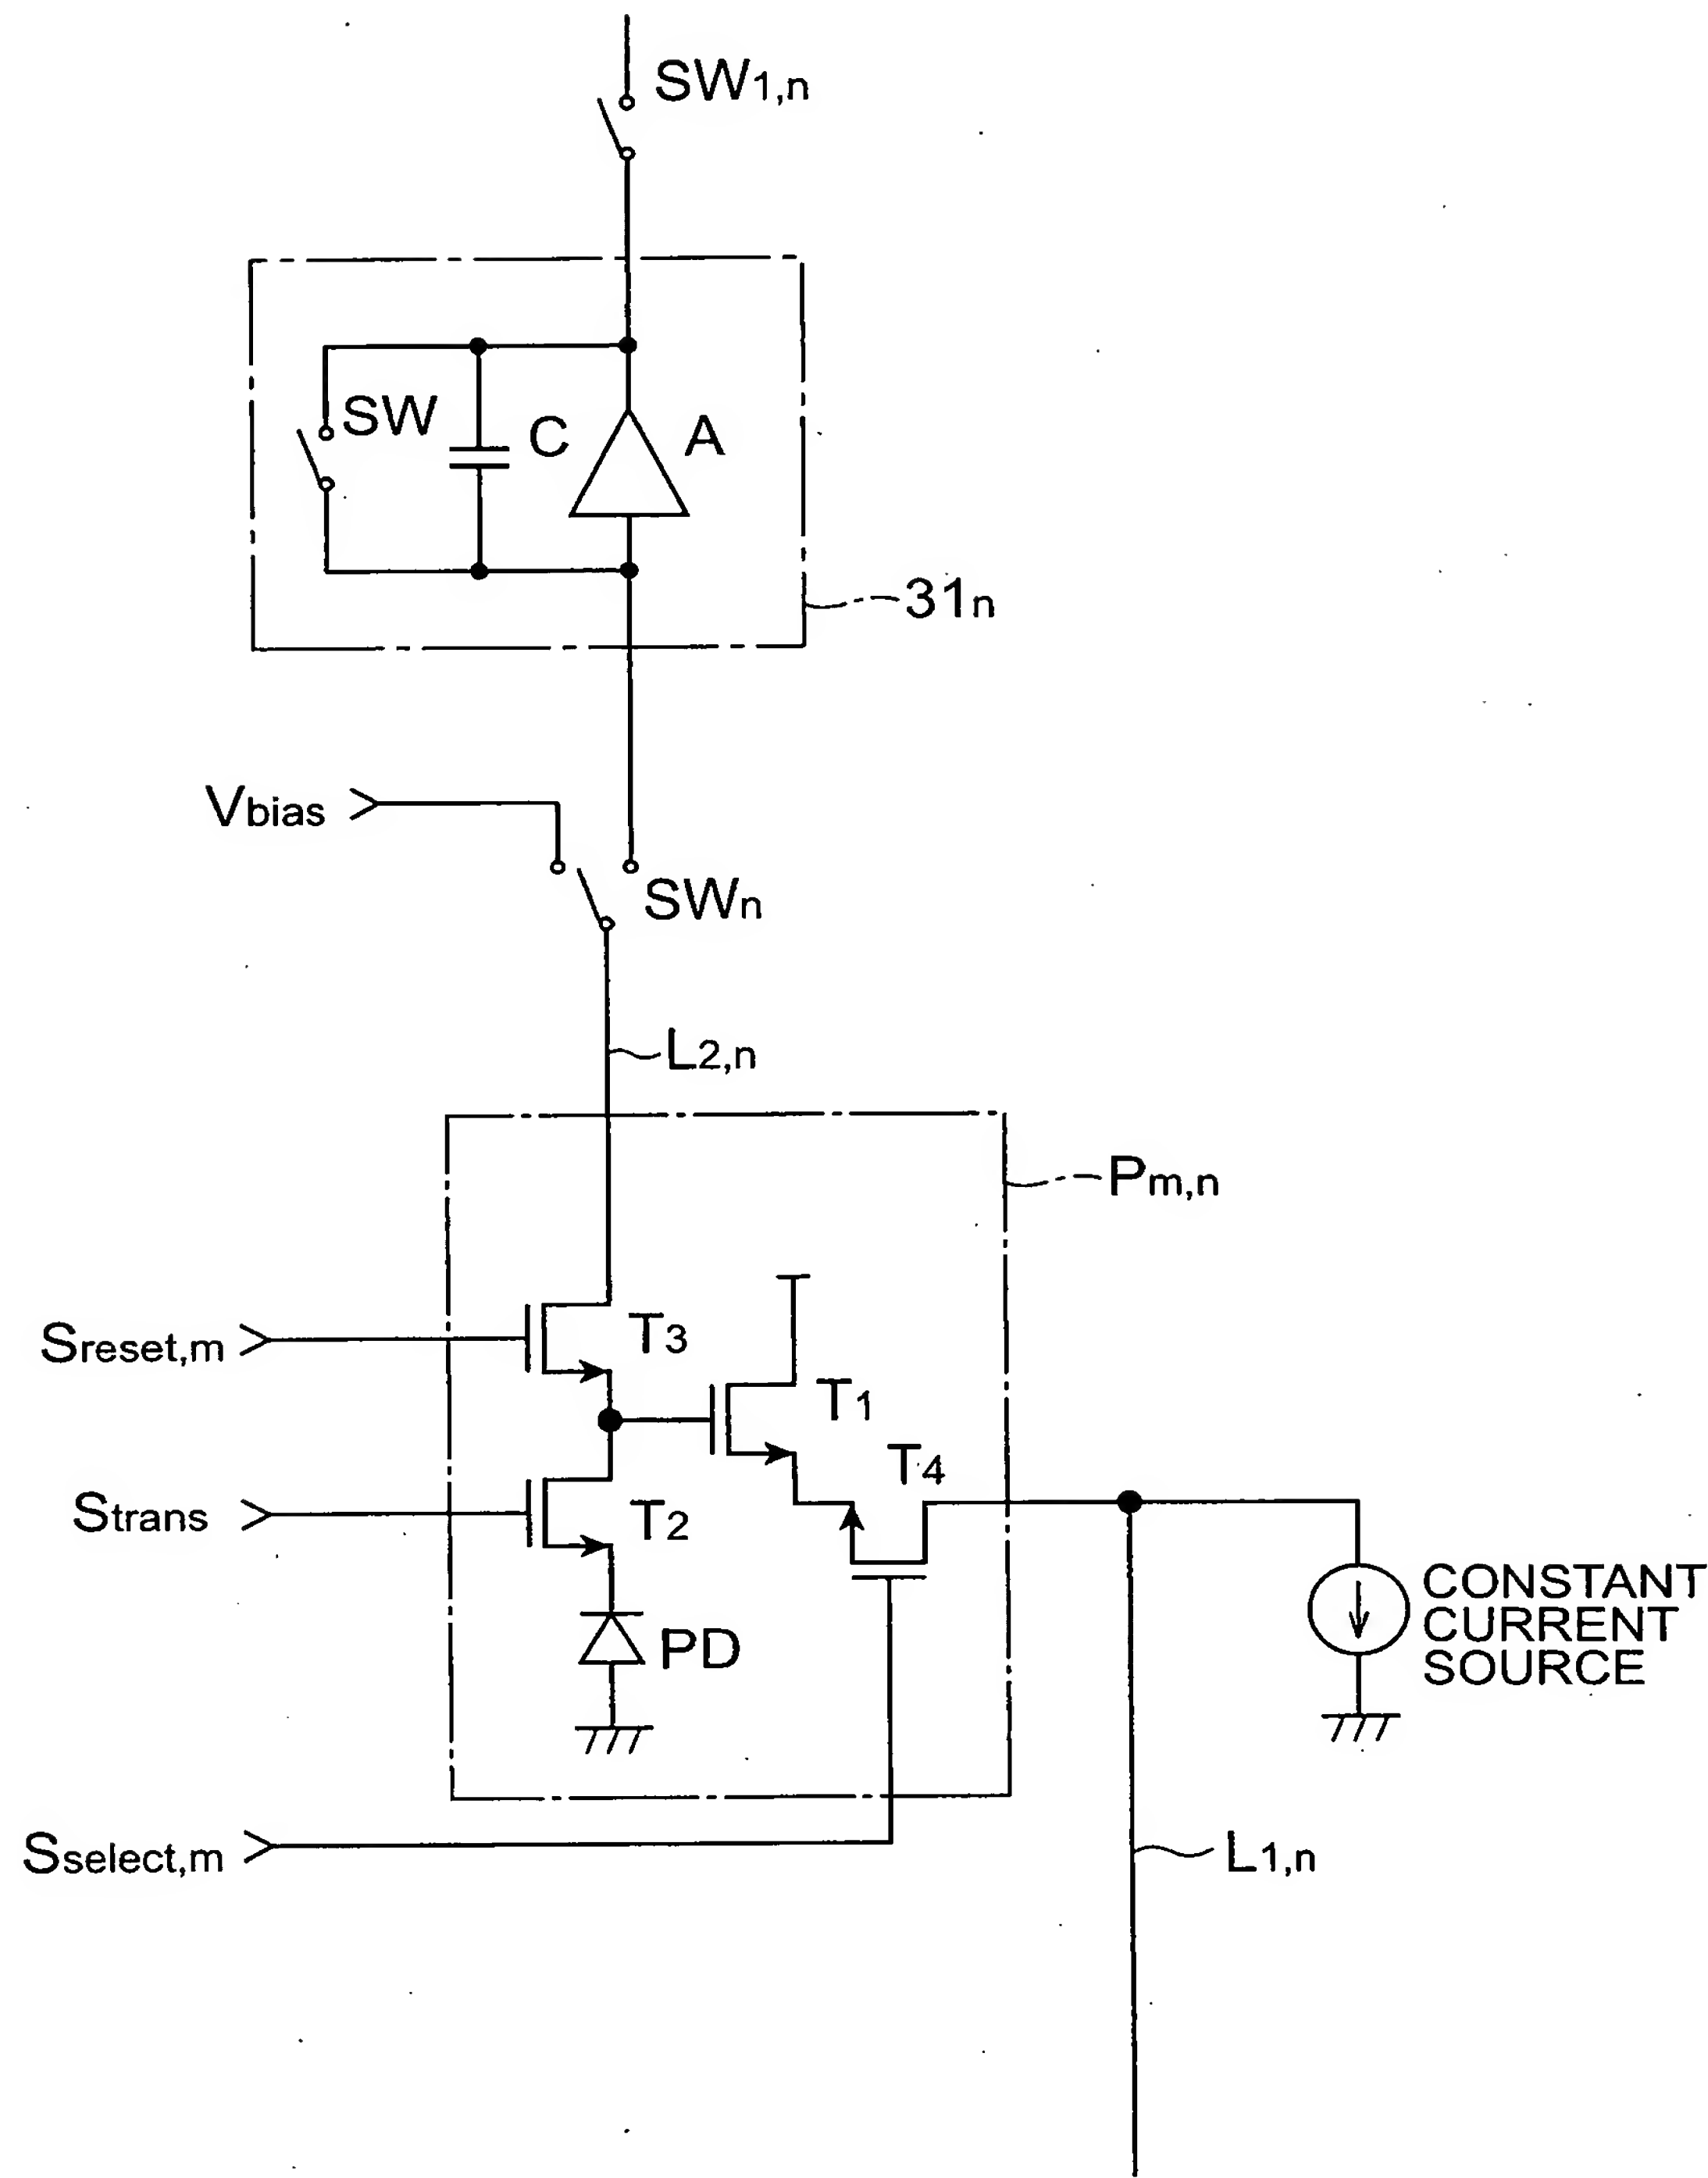 SW1,n
SW
C
A
31n
Vbias
SWn
L2,n
Pm,n
Sreset,m
T3
T1
T4
Strans
T2
CONSTANT
CURRENT
SOURCE
PD
Sselect,m
L1,n